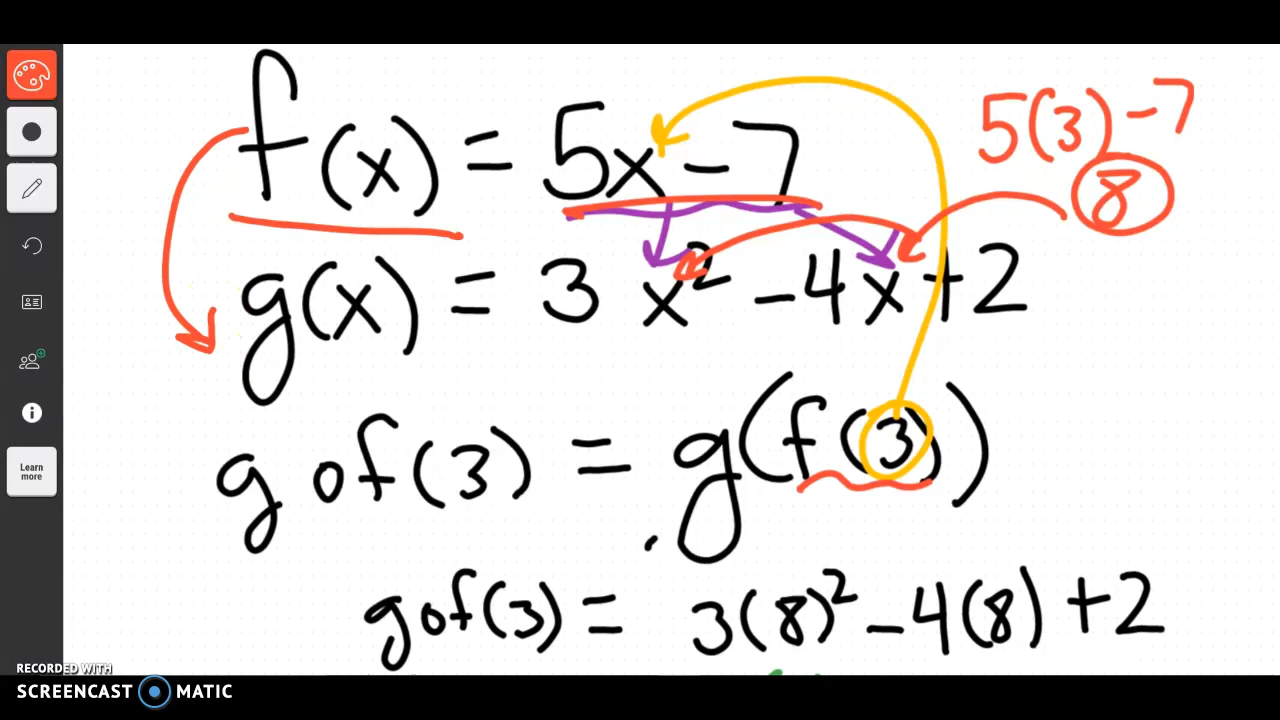 f(x) = 5x - 7
5(3) - 7
8
g(x) = 3x² - 4x + 2
g o f(3) = g(f(3))
g o f(3) = 3(8)² - 4(8) + 2
Learn
more
RECORDED WITH
SCREENCAST MATIC